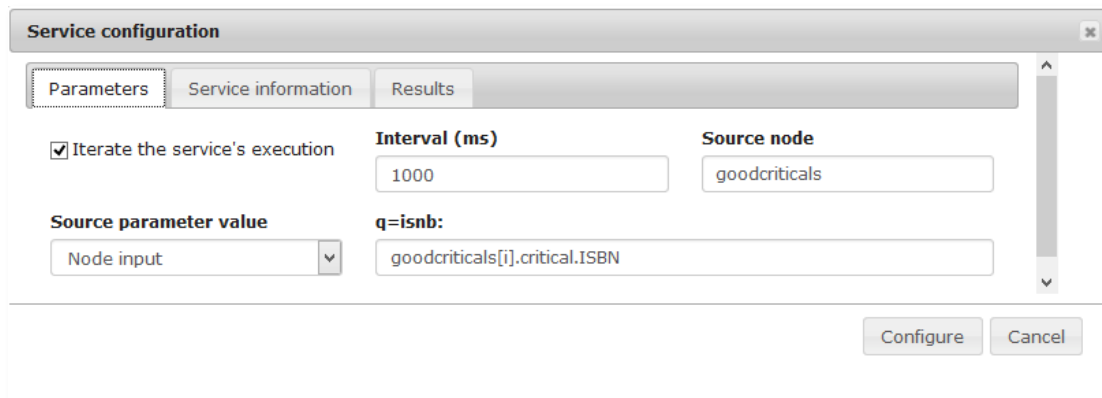 Service configuration
Parameters Service information Results
Iterate the service's execution
Interval (ms)
1000
Source node
goodcriticals
Source parameter value
Node input
q=isnb:
goodcriticals[i].critical.ISBN
Configure Cancel